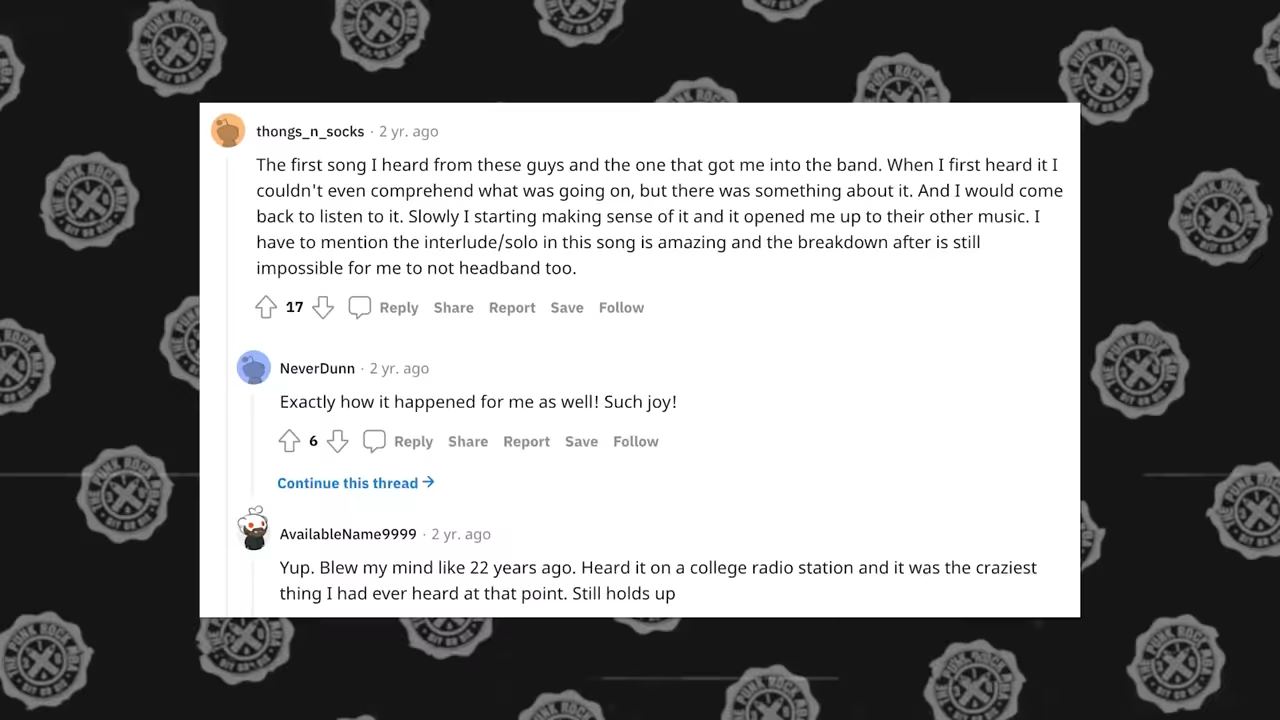 thongs_n_socks · 2 yr. ago
The first song I heard from these guys and the one that got me into the band. When I first heard it I
couldn't even comprehend what was going on, but there was something about it. And I would come
back to listen to it. Slowly I starting making sense of it and it opened me up to their other music. I
have to mention the interlude/solo in this song is amazing and the breakdown after is still
impossible for me to not headband too.
17 Reply Share Report Save Follow
NeverDunn · 2 yr. ago
Exactly how it happened for me as well! Such joy!
6 Reply Share Report Save Follow
Continue this thread →
AvailableName9999 · 2 yr. ago
Yup. Blew my mind like 22 years ago. Heard it on a college radio station and it was the craziest
thing I had ever heard at that point. Still holds up
THE PUNK ROCK MBA